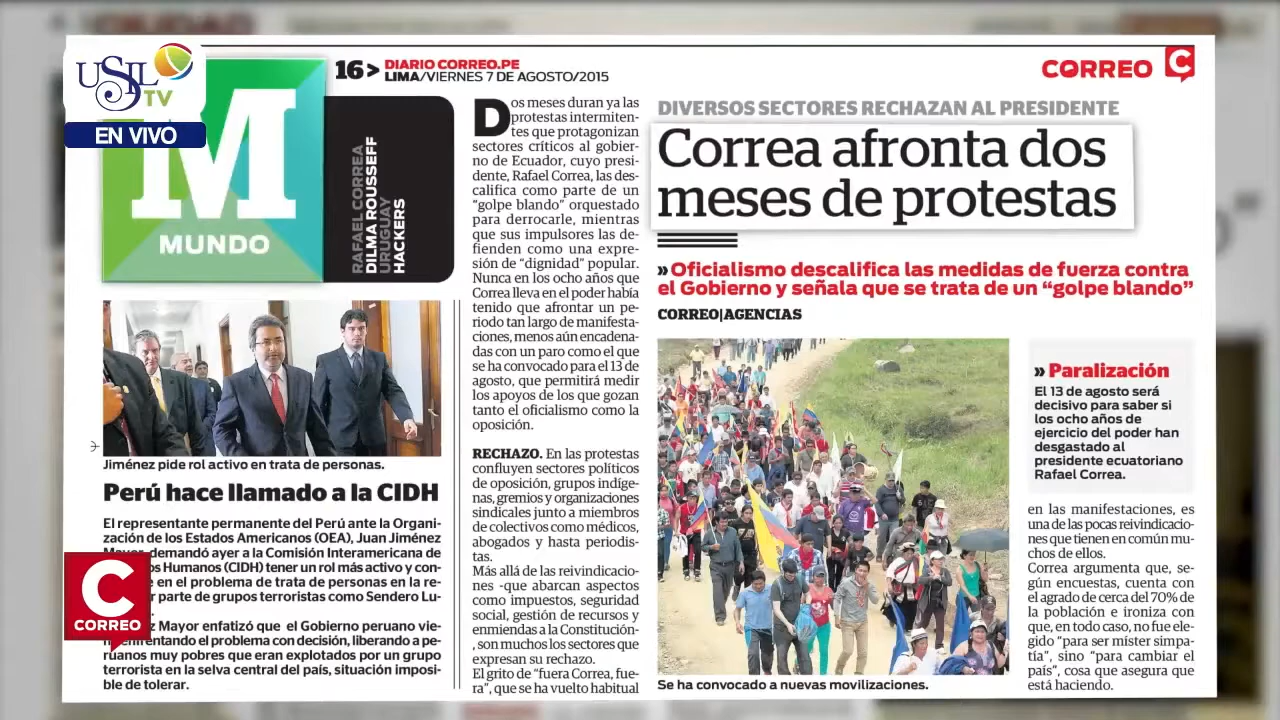 USIL
TV
EN VIVO
M
MUNDO
RAFAEL CORREA
DILMA ROUSSEFF
URUGUAY
HACKERS
16> DIARIO CORREO.PE
LIMA/VIERNES 7 DE AGOSTO/2015
CORREO C
Jiménez pide rol activo en trata de personas.
Perú hace llamado a la CIDH
El representante permanente del Perú ante la Organi-
zación de los Estados Americanos (OEA), Juan Jiménez
demandó ayer a la Comisión Interamericana de
Humanos (CIDH) tener un rol más activo y con-
en el problema de trata de personas en la re-
parte de grupos terroristas como Sendero Lu-
Mayor enfatizó que el Gobierno peruano vie-
enfrentando el problema con decisión, liberando a pe-
ruanos muy pobres que eran explotados por un grupo
terrorista en la selva central del país, situación imposi-
ble de tolerar.
C
CORREO
Dos meses duran ya las
protestas intermiten-
tes que protagonizan
sectores críticos al gobier-
no de Ecuador, cuyo presi-
dente, Rafael Correa, las des-
califica como parte de un
“golpe blando” orquestado
para derrocarle, mientras
que sus impulsores las de-
fienden como una expre-
sión de “dignidad” popular.
Nunca en los ocho años que
Correa lleva en el poder había
tenido que afrontar un pe-
riodo tan largo de manifesta-
ciones, menos aún encadena-
das con un paro como el que
se ha convocado para el 13 de
agosto, que permitirá medir
los apoyos de los que gozan
tanto el oficialismo como la
oposición.
RECHAZO. En las protestas
confluyen sectores políticos
de oposición, grupos indíge-
nas, gremios y organizaciones
sindicales junto a miembros
de colectivos como médicos,
abogados y hasta periodis-
tas.
Más allá de las reivindicacio-
nes -que abarcan aspectos
como impuestos, seguridad
social, gestión de recursos y
enmiendas a la Constitución-
, son muchos los sectores que
expresan su rechazo.
El grito de “fuera Correa, fue-
ra”, que se ha vuelto habitual
DIVERSOS SECTORES RECHAZAN AL PRESIDENTE
Correa afronta dos
meses de protestas
» Oficialismo descalifica las medidas de fuerza contra
el Gobierno y señala que se trata de un “golpe blando”
CORREO|AGENCIAS
Se ha convocado a nuevas movilizaciones.
» Paralización
El 13 de agosto será
decisivo para saber si
los ocho años de
ejercicio del poder han
desgastado al
presidente ecuatoriano
Rafael Correa.
en las manifestaciones, es
una de las pocas reivindicacio-
nes que tienen en común mu-
chos de ellos.
Correa argumenta que, se-
gún encuestas, cuenta con
el agrado de cerca del 70% de
la población e ironiza con
que, en todo caso, no fue ele-
gido “para ser míster simpa-
tía”, sino “para cambiar el
país”, cosa que asegura que
está haciendo.